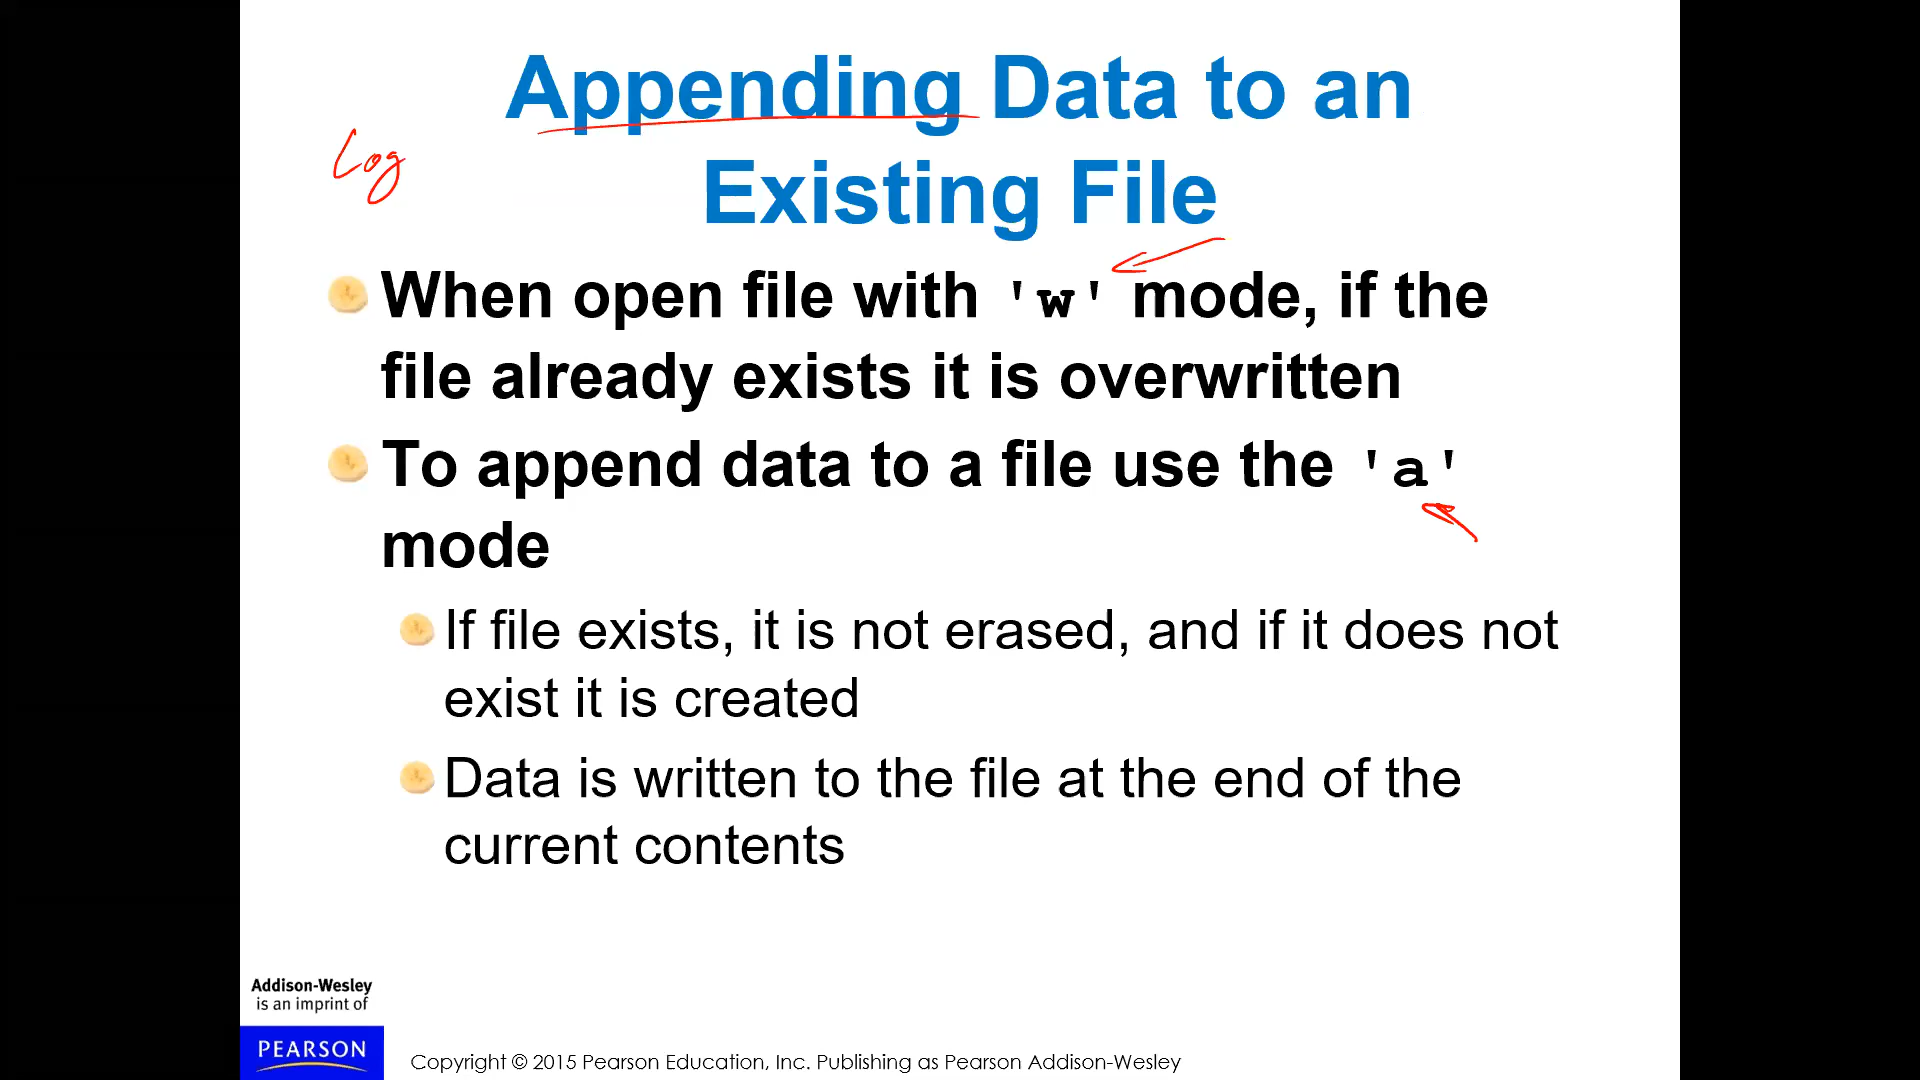 Appending Data to an
Log
Existing File
When open file with 'w' mode, if the
file already exists it is overwritten
To append data to a file use the 'a'
mode
If file exists, it is not erased, and if it does not
exist it is created
Data is written to the file at the end of the
current contents
Addison-Wesley
is an imprint of
PEARSON
Copyright © 2015 Pearson Education, Inc. Publishing as Pearson Addison-Wesley